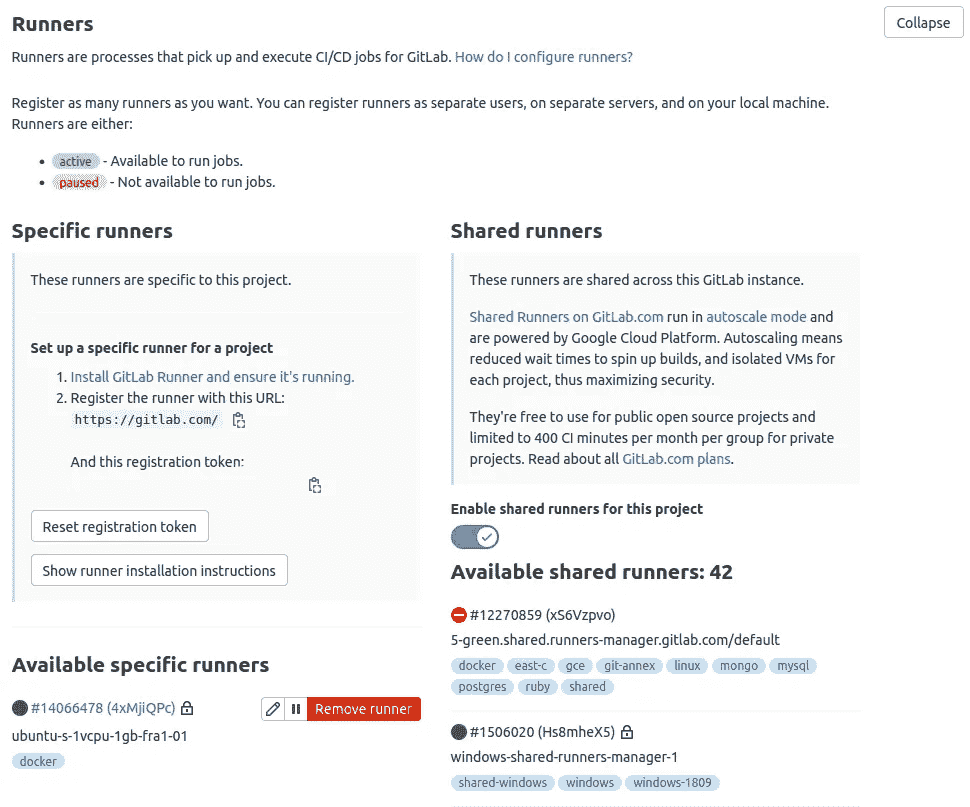 Runners
Collapse
Runners are processes that pick up and execute CI/CD jobs for GitLab. How do I configure runners?
Register as many runners as you want. You can register runners as separate users, on separate servers, and on your local machine.
Runners are either:
• active - Available to run jobs.
• paused - Not available to run jobs.
Specific runners
These runners are specific to this project.
Set up a specific runner for a project
1. Install GitLab Runner and ensure it's running.
2. Register the runner with this URL:
https://gitlab.com/
And this registration token:
Reset registration token
Show runner installation instructions
Available specific runners
#14066478 (4xMjiQPc)
Remove runner
ubuntu-s-1vcpu-1gb-fra1-01
docker
Shared runners
These runners are shared across this GitLab instance.
Shared Runners on GitLab.com run in autoscale mode and
are powered by Google Cloud Platform. Autoscaling means
reduced wait times to spin up builds, and isolated VMs for
each project, thus maximizing security.
They're free to use for public open source projects and
limited to 400 CI minutes per month per group for private
projects. Read about all GitLab.com plans.
Enable shared runners for this project
Available shared runners: 42
#12270859 (xS6Vzpvo)
5-green.shared.runners-manager.gitlab.com/default
docker east-c gce git-annex linux mongo mysql
postgres ruby shared
#1506020 (Hs8mheX5)
windows-shared-runners-manager-1
shared-windows windows windows-1809